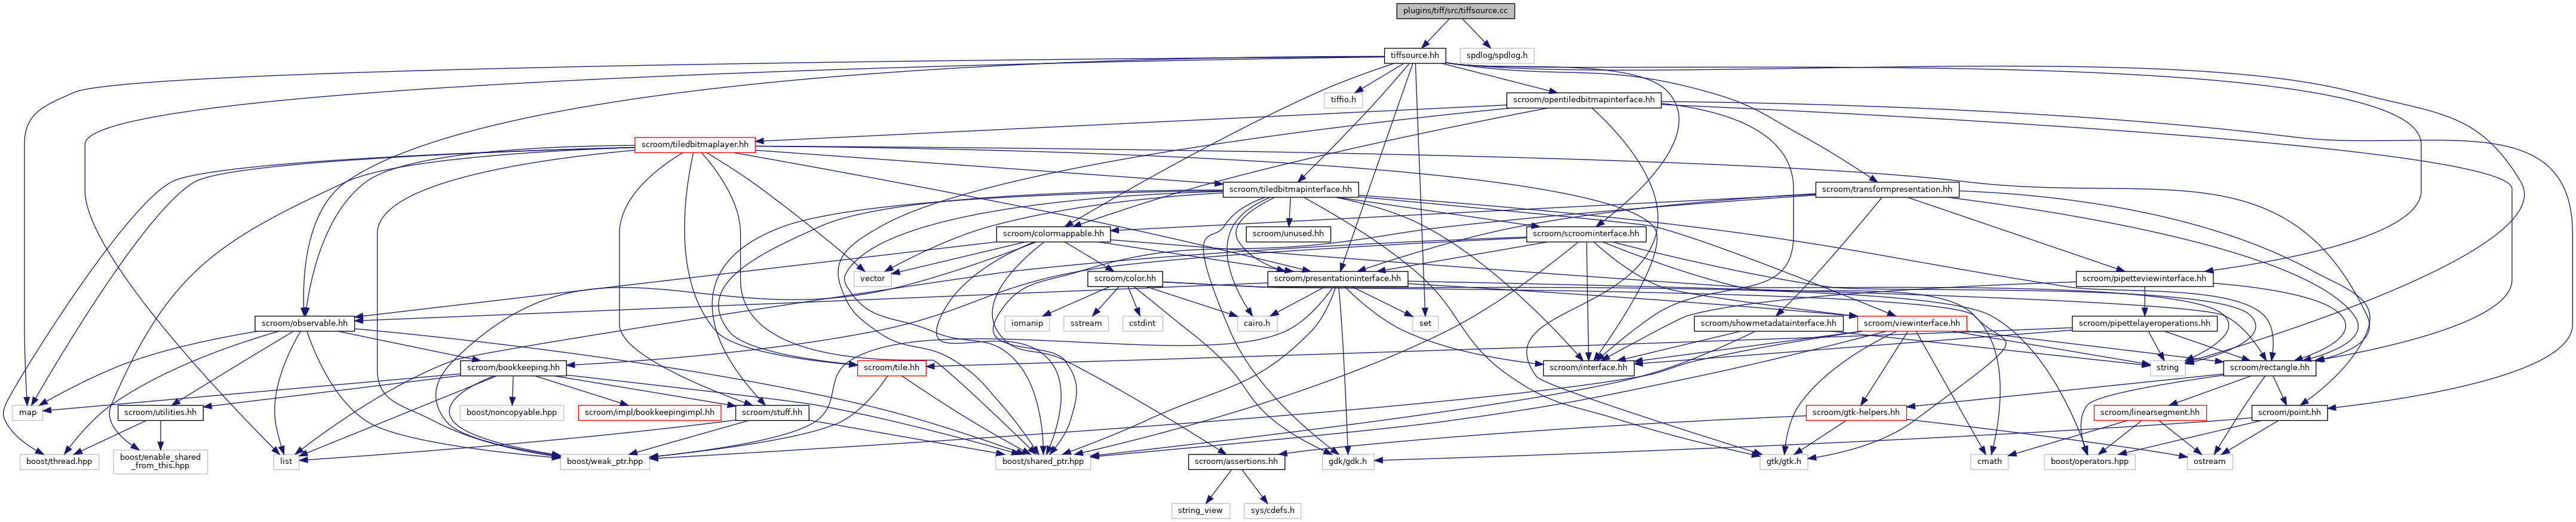 plugins/tiff/src/tiffsource.cc
tiffsource.hh
spdlog/spdlog.h
tiffio.h
scroom/opentiledbitmapinterface.hh
scroom/tiledbitmaplayer.hh
scroom/tiledbitmapinterface.hh
scroom/transformpresentation.hh
scroom/colormappable.hh
scroom/unused.hh
scroom/scroominterface.hh
vector
scroom/color.hh
scroom/presentationinterface.hh
scroom/pipetteviewinterface.hh
scroom/observable.hh
iomanip
sstream
cstdint
cairo.h
set
scroom/showmetadatainterface.hh
scroom/viewinterface.hh
scroom/pipettelayeroperations.hh
scroom/bookkeeping.hh
scroom/tile.hh
scroom/interface.hh
string
scroom/rectangle.hh
map
scroom/utilities.hh
boost/noncopyable.hpp
scroom/impl/bookkeepingimpl.hh
scroom/stuff.hh
scroom/gtk-helpers.hh
scroom/linearsegment.hh
scroom/point.hh
boost/thread.hpp
boost/enable_shared
_from_this.hpp
list
boost/weak_ptr.hpp
boost/shared_ptr.hpp
scroom/assertions.hh
gdk/gdk.h
gtk/gtk.h
cmath
boost/operators.hpp
ostream
string_view
sys/cdefs.h